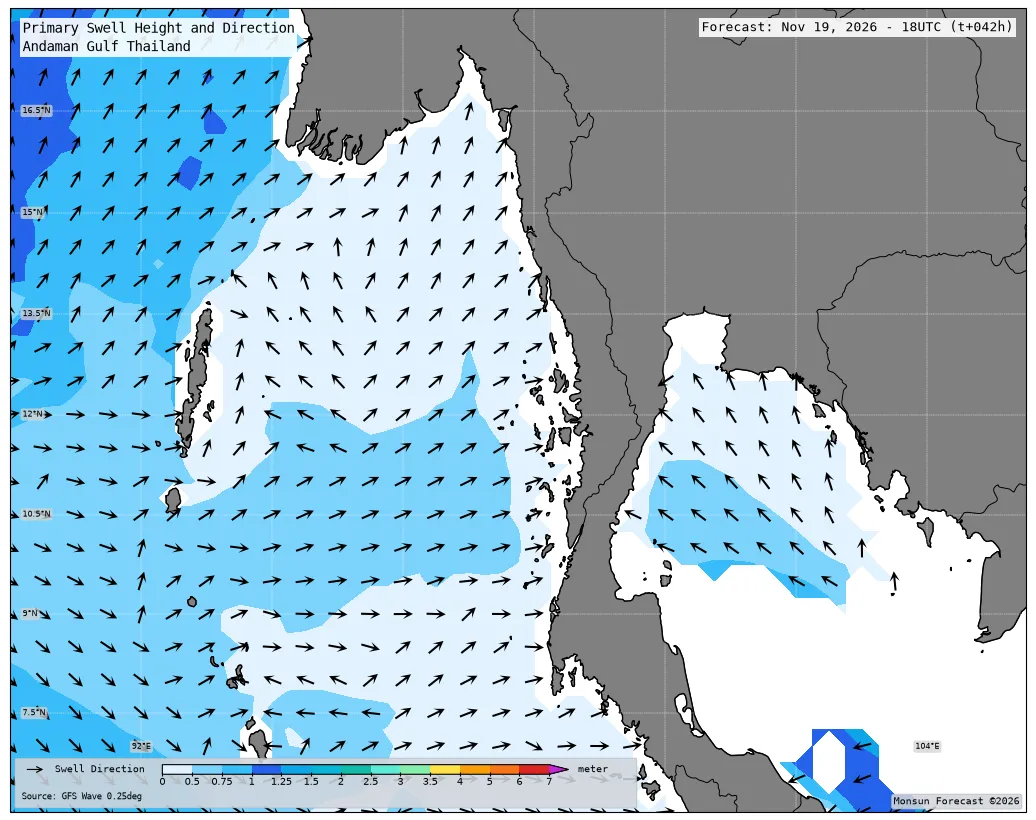 Primary Swell Height and Direction
Andaman Gulf Thailand
Forecast: Nov 19, 2026 - 18UTC (t+042h)
16.5°N
15°N
13.5°N
12°N
10.5°N
9°N
7.5°N
92°E
104°E
Swell Direction
meter
0 0.5 0.75 1 1.25 1.5 2 2.5 3 3.5 4 5 6
Source: GFS Wave 0.25deg
Monsun Forecast ©2026